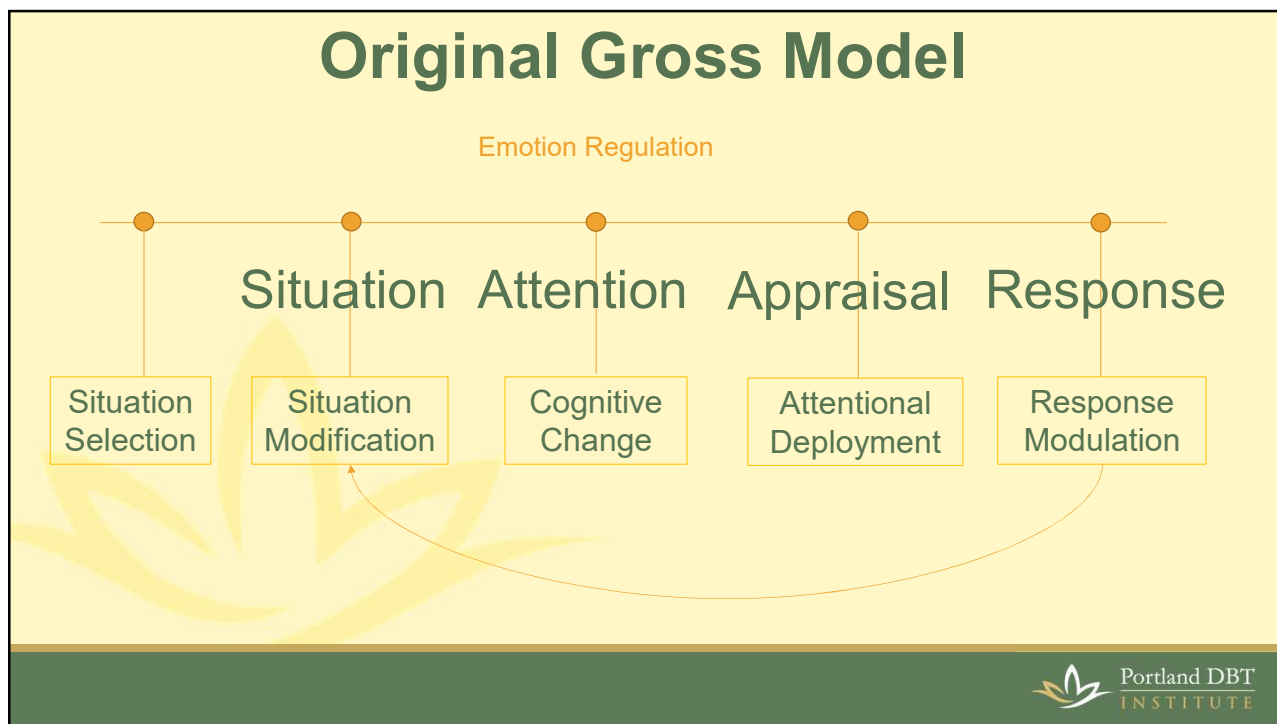 Original Gross Model
Emotion Regulation
Situation Attention Appraisal Response
Situation
Selection
Situation
Modification
Cognitive
Change
Attentional
Deployment
Response
Modulation
Portland DBT
INSTITUTE